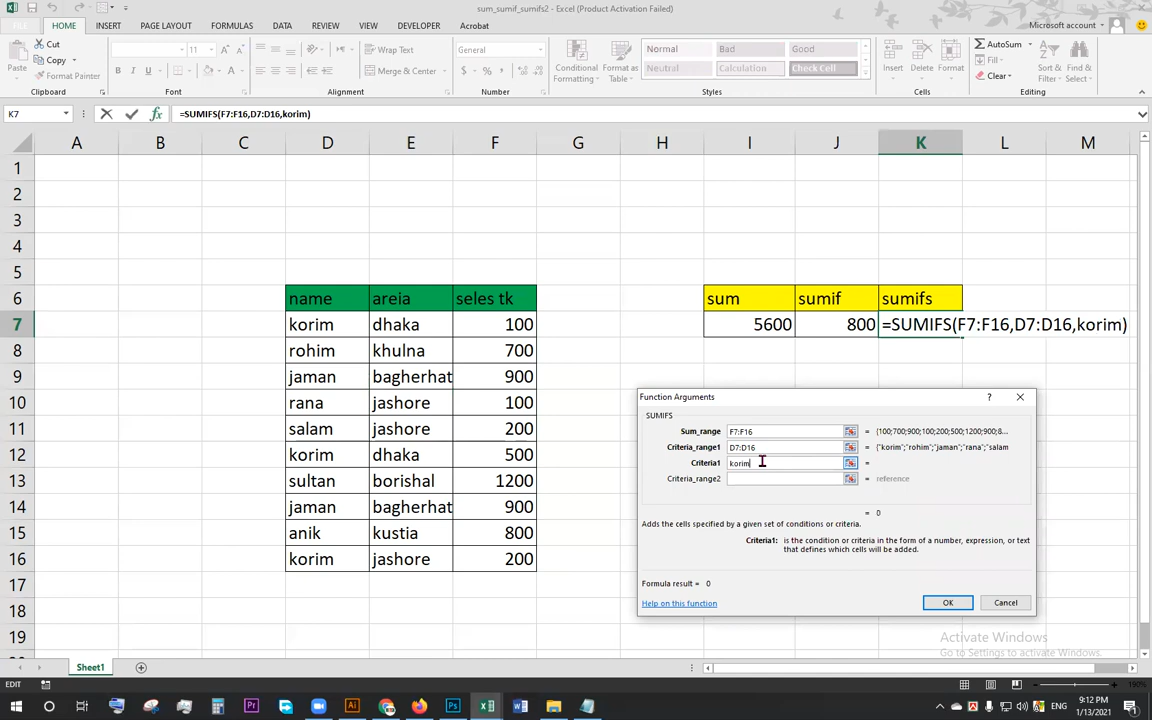 sum_sumif_sumifs2 - Excel (Product Activation Failed)
HOME INSERT PAGE LAYOUT FORMULAS DATA REVIEW VIEW DEVELOPER Acrobat Microsoft account
Cut
Copy
Format Painter
Paste
11
B I U
A A
Wrap Text
Merge & Center
General
Conditional Formatting
Format as Table
Normal Bad Good
Neutral Calculation Check Cell
Insert Delete Format
AutoSum
Fill
Clear
Sort & Filter
Find & Select
Clipboard Font Alignment Number Styles Cells Editing
K7 fx =SUMIFS(F7:F16,D7:D16,korim)
A B C D E F G H I J K L M
1
2
3
4
5
6 name areia seles tk sum sumif sumifs
7 korim dhaka 100 5600 800 =SUMIFS(F7:F16,D7:D16,korim)
8 rohim khulna 700
9 jaman bagherhat 900
10 rana jashore 100
11 salam jashore 200
12 korim dhaka 500
13 sultan borishal 1200
14 jaman bagherhat 900
15 anik kustia 800
16 korim jashore 200
17
18
19
Function Arguments ?
SUMIFS
Sum_range F7:F16 = {100;700;900;100;200;500;1200;900;8...
Criteria_range1 D7:D16 = {"korim";"rohim";"jaman";"rana";"salam
Criteria1 korim =
Criteria_range2 = reference
= 0
Adds the cells specified by a given set of conditions or criteria.
Criteria1: is the condition or criteria in the form of a number, expression, or text
that defines which cells will be added.
Formula result = 0
Help on this function OK Cancel
Activate Windows
Go to Settings to activate Windows.
Sheet1
EDIT 190%
ENG 9:12 PM
1/13/2021